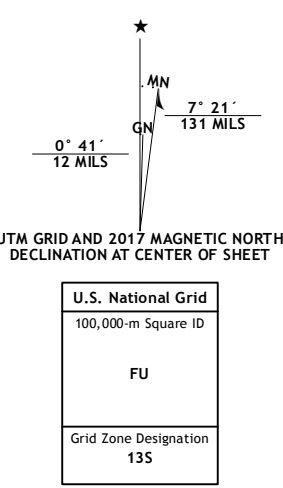 ★
MN
7° 21´
131 MILS
GN
0° 41´
12 MILS
UTM GRID AND 2017 MAGNETIC NORTH
DECLINATION AT CENTER OF SHEET
U.S. National Grid
100,000-m Square ID
FU
Grid Zone Designation
13S